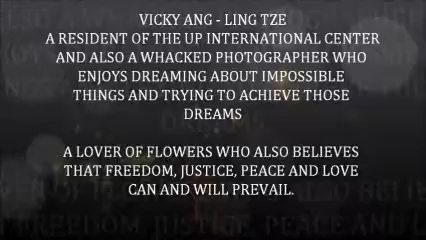 VICKY ANG - LING TZE
A RESIDENT OF THE UP INTERNATIONAL CENTER
AND ALSO A WHACKED PHOTOGRAPHER WHO
ENJOYS DREAMING ABOUT IMPOSSIBLE
THINGS AND TRYING TO ACHIEVE THOSE
DREAMS
A LOVER OF FLOWERS WHO ALSO BELIEVES
THAT FREEDOM, JUSTICE, PEACE AND LOVE
CAN AND WILL PREVAIL.